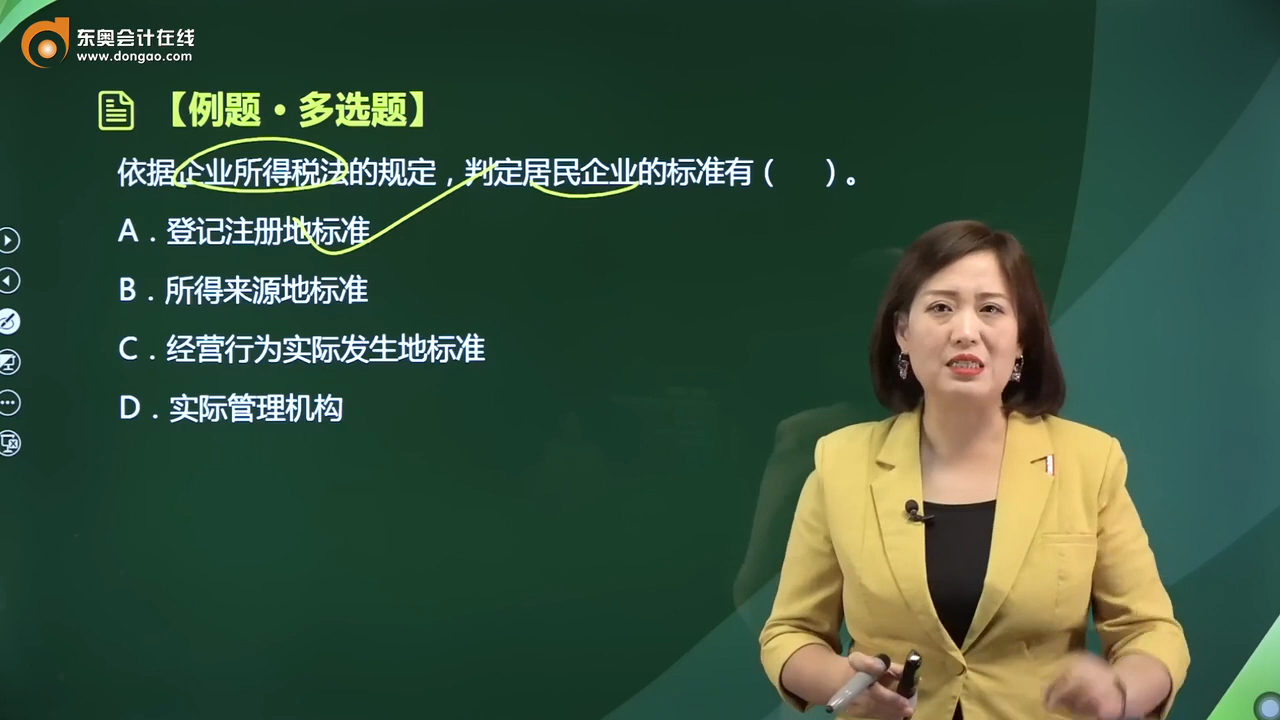 东奥会计在线
www.dongao.com
【例题·多选题】
依据企业所得税法的规定，判定居民企业的标准有（　　）。
A．登记注册地标准
B．所得来源地标准
C．经营行为实际发生地标准
D．实际管理机构